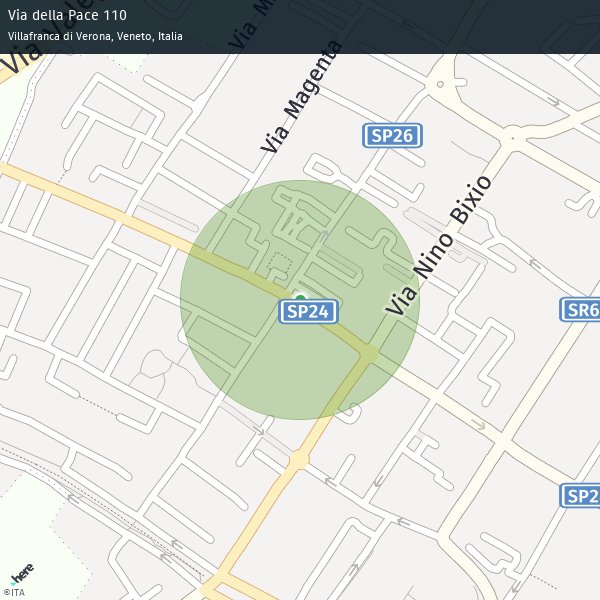 Via della Pace 110
Villafranca di Verona, Veneto, Italia
Via Magenta
SP26
Via Nino Bixio
SP24
SR6
SP2
here
©ITA